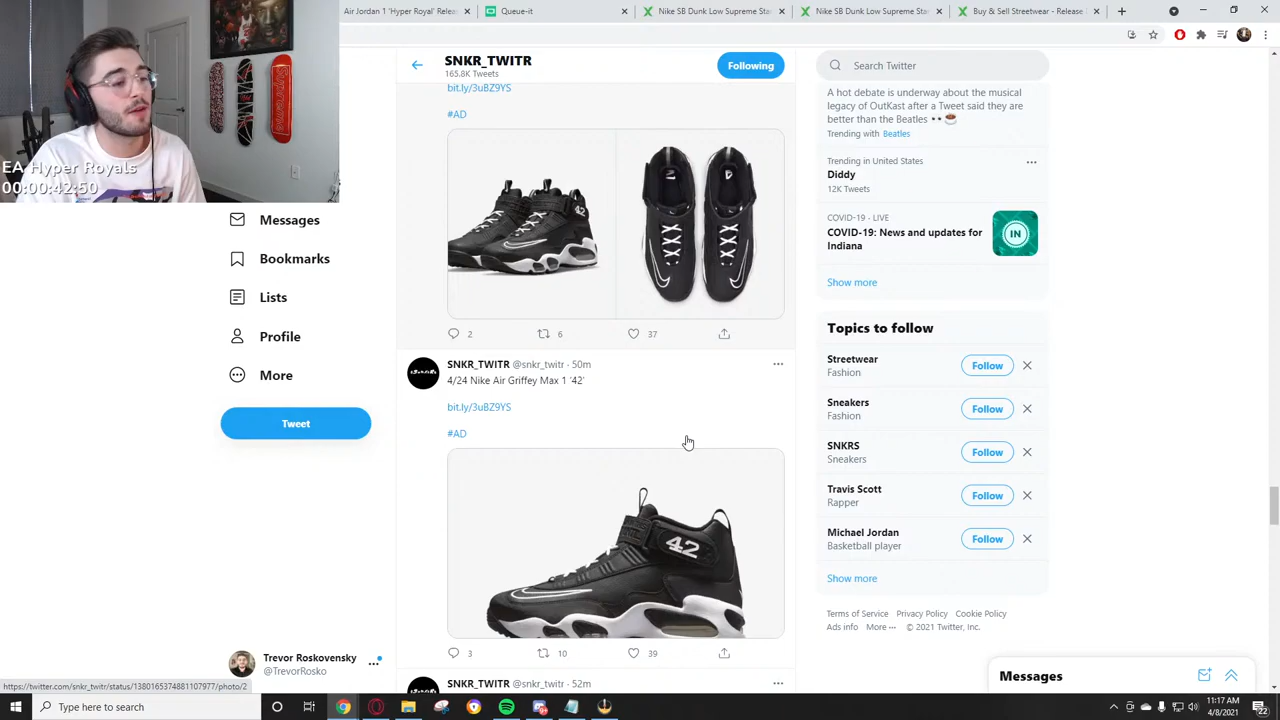 Air Jordan 1 'Hyper Royal' Releas
Queue-it
Nike SB Dunk Low Supreme Star
Nike SB Dunk Low Supreme Star
Buy & Sell Streetwear - Release
EA Hyper Royals
00:00:42:50
SNKR_TWITR
165.8K Tweets
Following
Search Twitter
bit.ly/3uBZ9YS
#AD
2
6
37
SNKR_TWITR @snkr_twitr · 50m
4/24 Nike Air Griffey Max 1 '42'
bit.ly/3uBZ9YS
#AD
42
3
10
39
SNKR_TWITR @snkr_twitr · 52m
Messages
Bookmarks
Lists
Profile
More
Tweet
Trevor Roskovensky
@TrevorRosko
A hot debate is underway about the musical
legacy of OutKast after a Tweet said they are
better than the Beatles
Trending with Beatles
Trending in United States
Diddy
12K Tweets
COVID-19 · LIVE
COVID-19: News and updates for
Indiana
IN
Show more
Topics to follow
Streetwear
Fashion
Follow
Sneakers
Fashion
Follow
SNKRS
Sneakers
Follow
Travis Scott
Rapper
Follow
Michael Jordan
Basketball player
Follow
Show more
Terms of Service Privacy Policy Cookie Policy
Ads info More ··· © 2021 Twitter, Inc.
Messages
https://twitter.com/snkr_twitr/status/1380165374881107977/photo/2
Type here to search
11:17 AM
4/8/2021